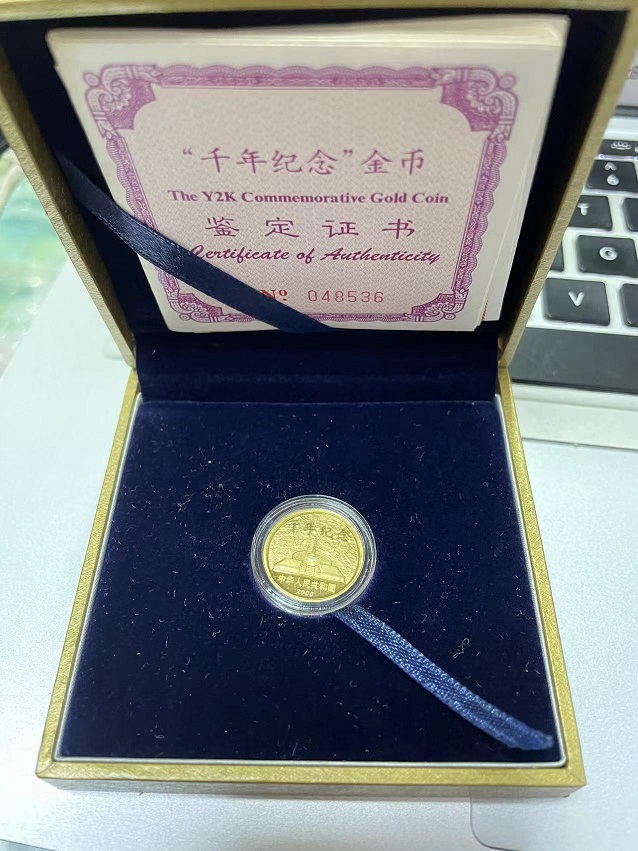 “千年纪念”金币
The Y2K Commemorative Gold Coin
鉴定证书
Certificate of Authenticity
Nº 048536
6
T
G
V
千年纪念
中华人民共和国
2000